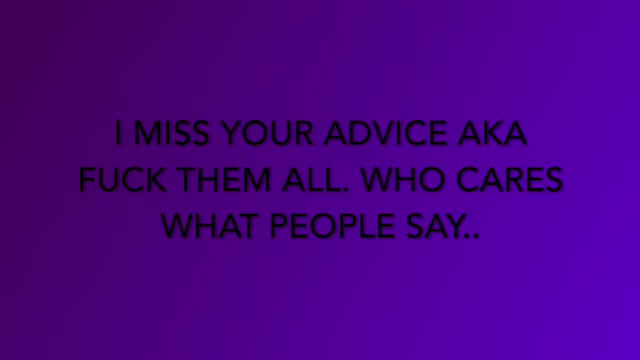 I MISS YOUR ADVICE AKA
FUCK THEM ALL. WHO CARES
WHAT PEOPLE SAY..